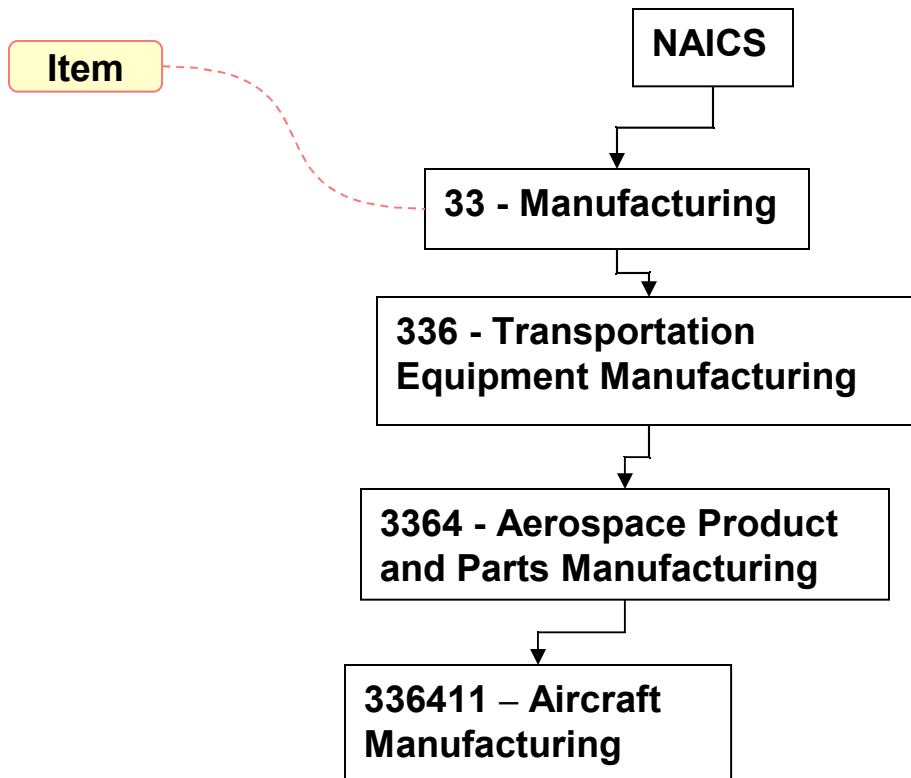 NAICS
Item
33 - Manufacturing
336 - Transportation
Equipment Manufacturing
3364 - Aerospace Product
and Parts Manufacturing
336411 – Aircraft
Manufacturing